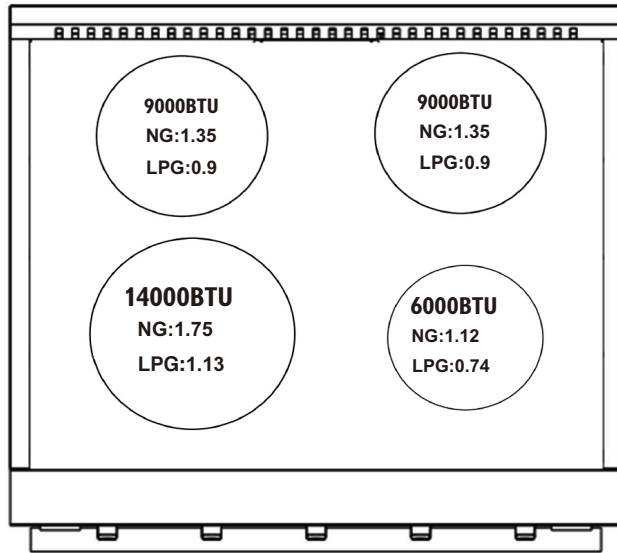 9000BTU
NG:1.35
LPG:0.9
9000BTU
NG:1.35
LPG:0.9
14000BTU
NG:1.75
LPG:1.13
6000BTU
NG:1.12
LPG:0.74